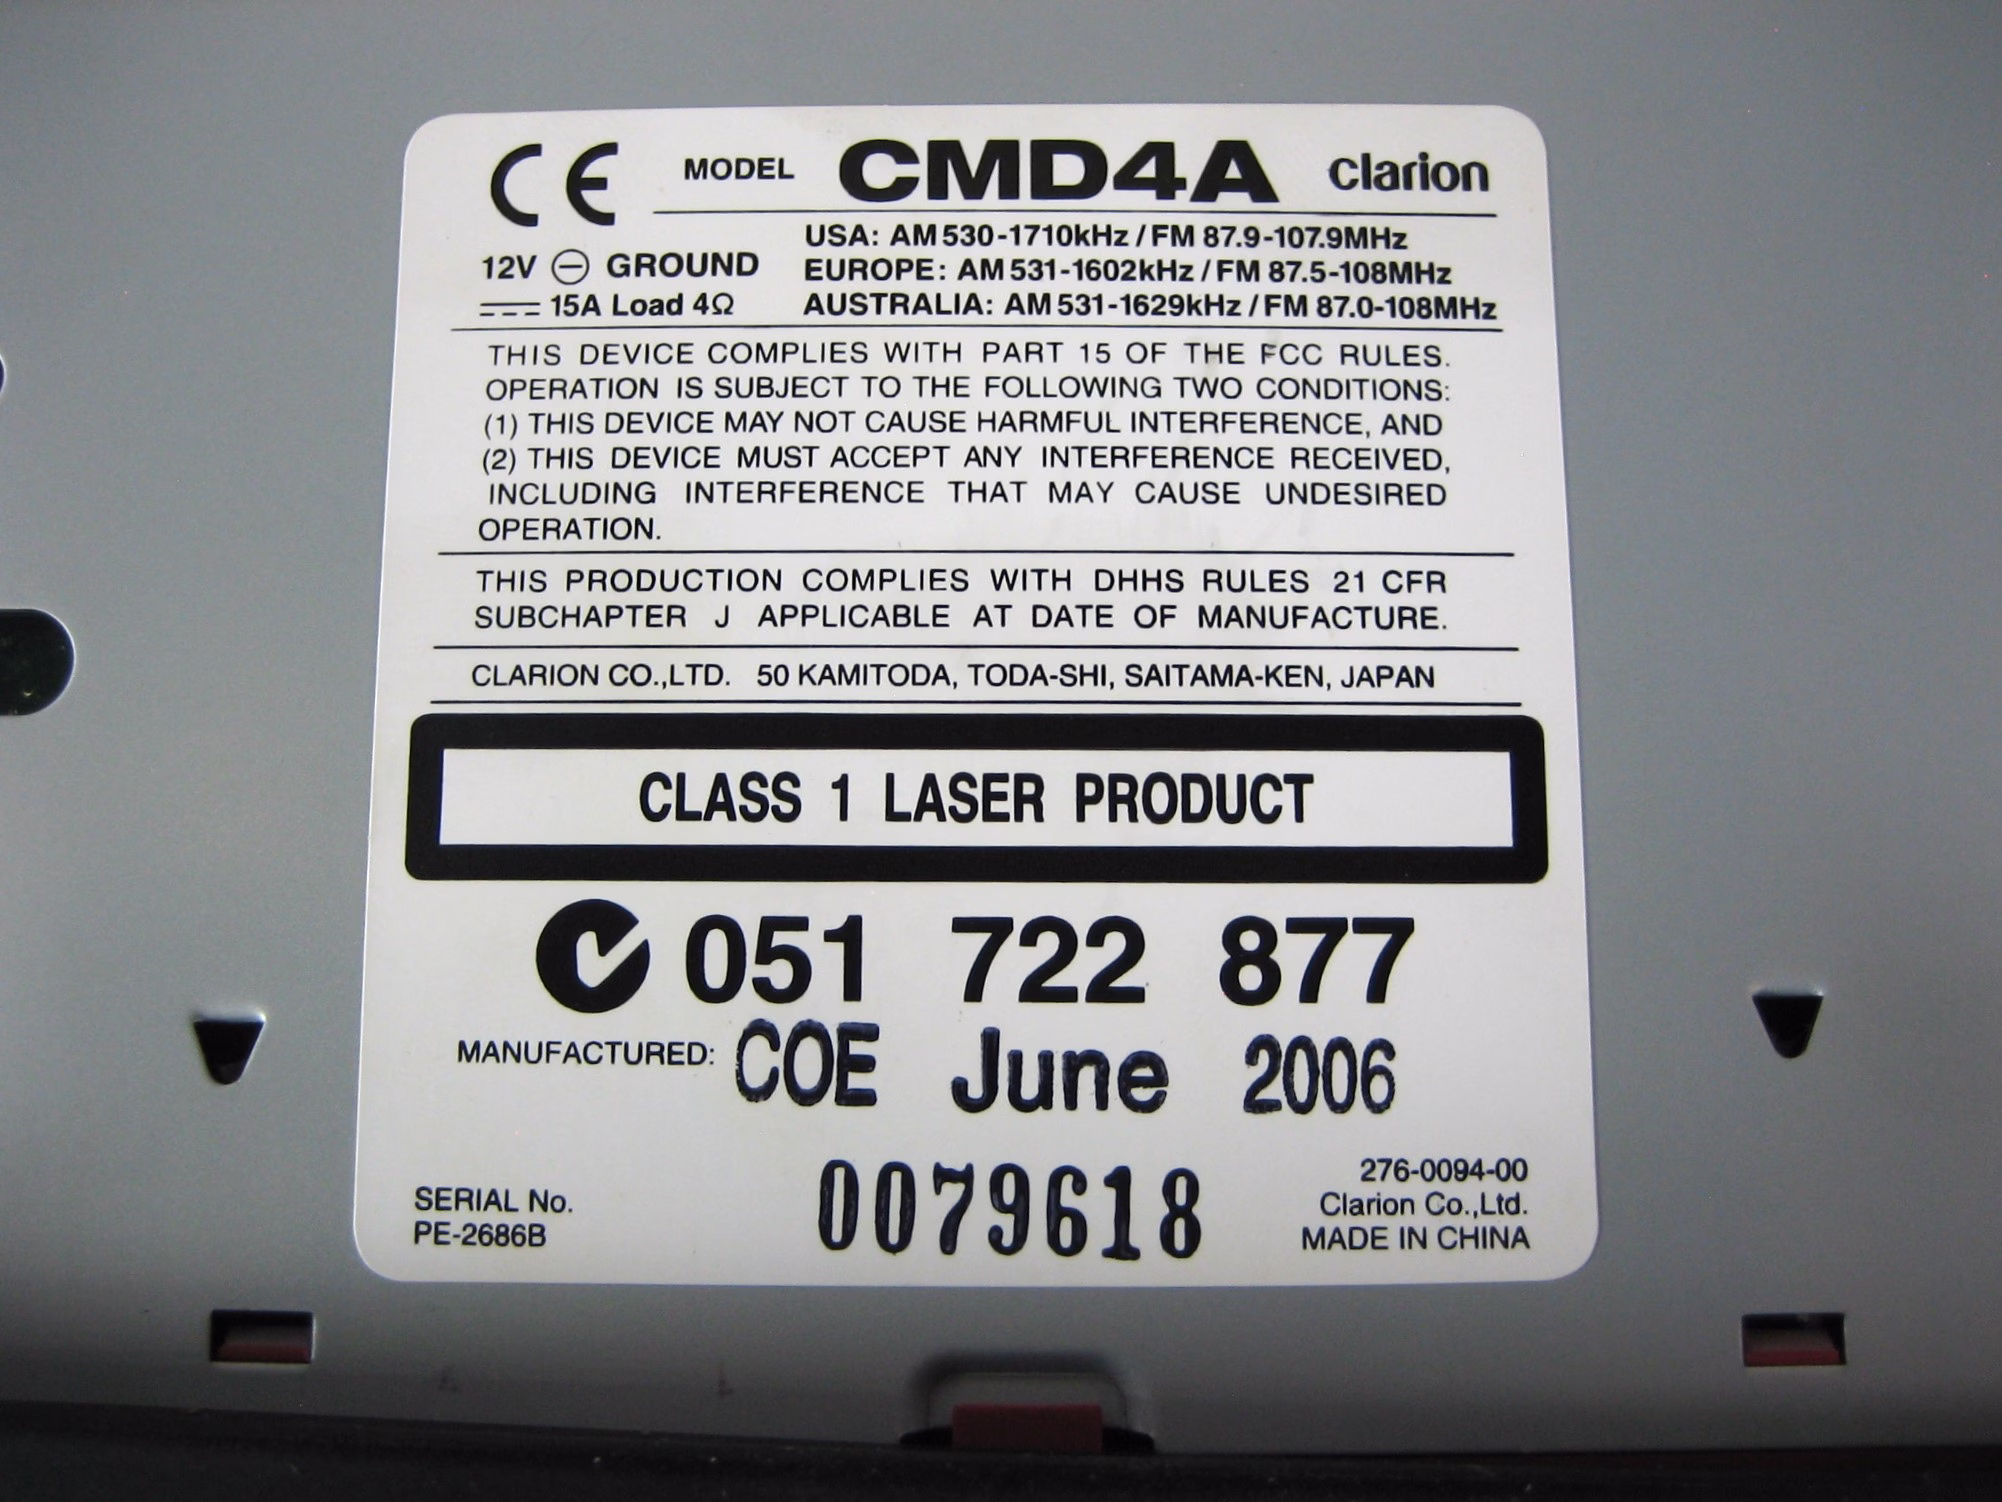 CE MODEL CMD4A Clarion
12V ⊖ GROUND
15A Load 4Ω
USA: AM 530-1710kHz / FM 87.9-107.9MHz
EUROPE: AM 531-1602kHz / FM 87.5-108MHz
AUSTRALIA: AM 531-1629kHz / FM 87.0-108MHz
THIS DEVICE COMPLIES WITH PART 15 OF THE FCC RULES.
OPERATION IS SUBJECT TO THE FOLLOWING TWO CONDITIONS:
(1) THIS DEVICE MAY NOT CAUSE HARMFUL INTERFERENCE, AND
(2) THIS DEVICE MUST ACCEPT ANY INTERFERENCE RECEIVED,
INCLUDING INTERFERENCE THAT MAY CAUSE UNDESIRED
OPERATION.
THIS PRODUCTION COMPLIES WITH DHHS RULES 21 CFR
SUBCHAPTER J APPLICABLE AT DATE OF MANUFACTURE.
CLARION CO.,LTD. 50 KAMITODA, TODA-SHI, SAITAMA-KEN, JAPAN
CLASS 1 LASER PRODUCT
051 722 877
MANUFACTURED: COE June 2006
SERIAL No.
PE-2686B
0079618
276-0094-00
Clarion Co.,Ltd.
MADE IN CHINA